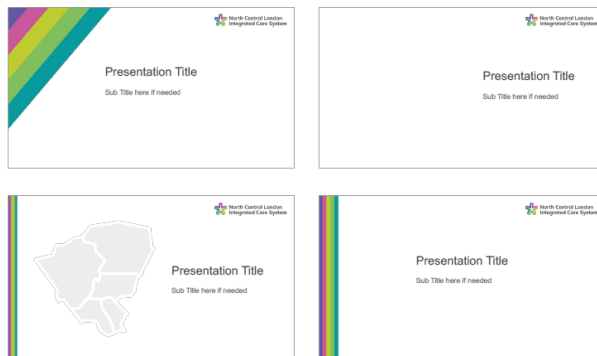 North Central London
Integrated Care System
Presentation Title
Sub Title here if needed
North Central London
Integrated Care System
Presentation Title
Sub Title here if needed
North Central London
Integrated Care System
Presentation Title
Sub Title here if needed
North Central London
Integrated Care System
Presentation Title
Sub Title here if needed